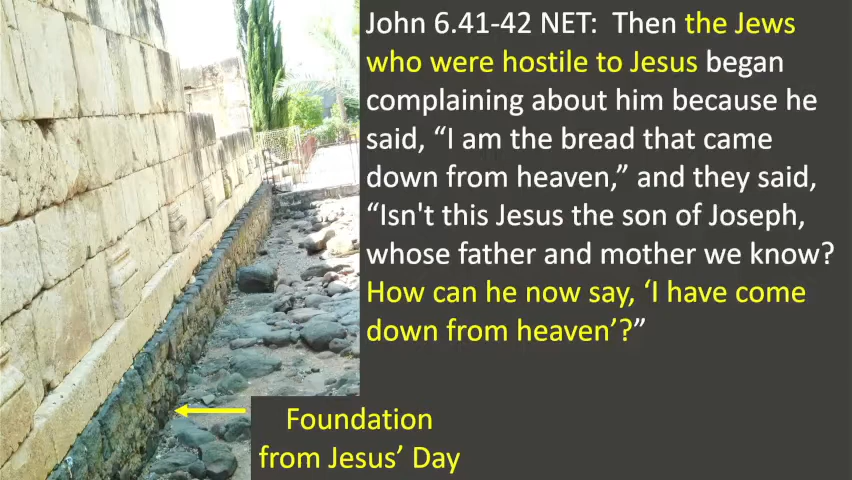 John 6.41-42 NET:  Then the Jews
who were hostile to Jesus began
complaining about him because he
said, “I am the bread that came
down from heaven,” and they said,
“Isn't this Jesus the son of Joseph,
whose father and mother we know?
How can he now say, ‘I have come
down from heaven’?”
Foundation
from Jesus’ Day